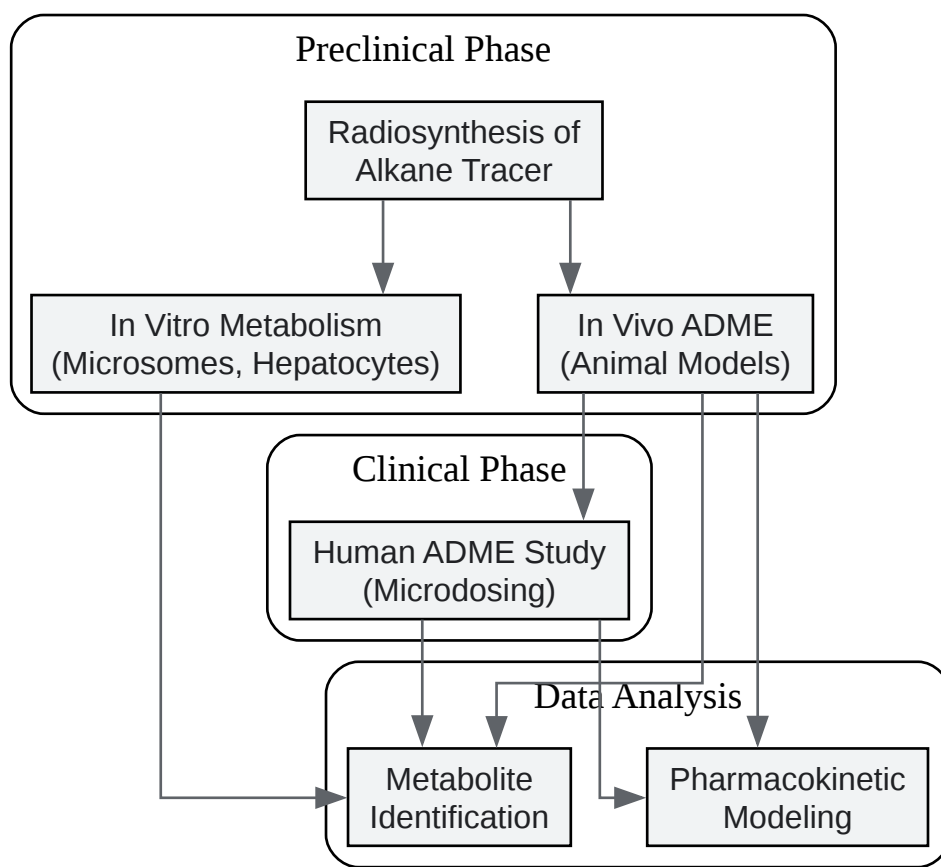 Preclinical Phase
Radiosynthesis of
Alkane Tracer
In Vitro Metabolism
(Microsomes, Hepatocytes)
In Vivo ADME
(Animal Models)
Clinical Phase
Human ADME Study
(Microdosing)
Data Analysis
Metabolite
Identification
Pharmacokinetic
Modeling